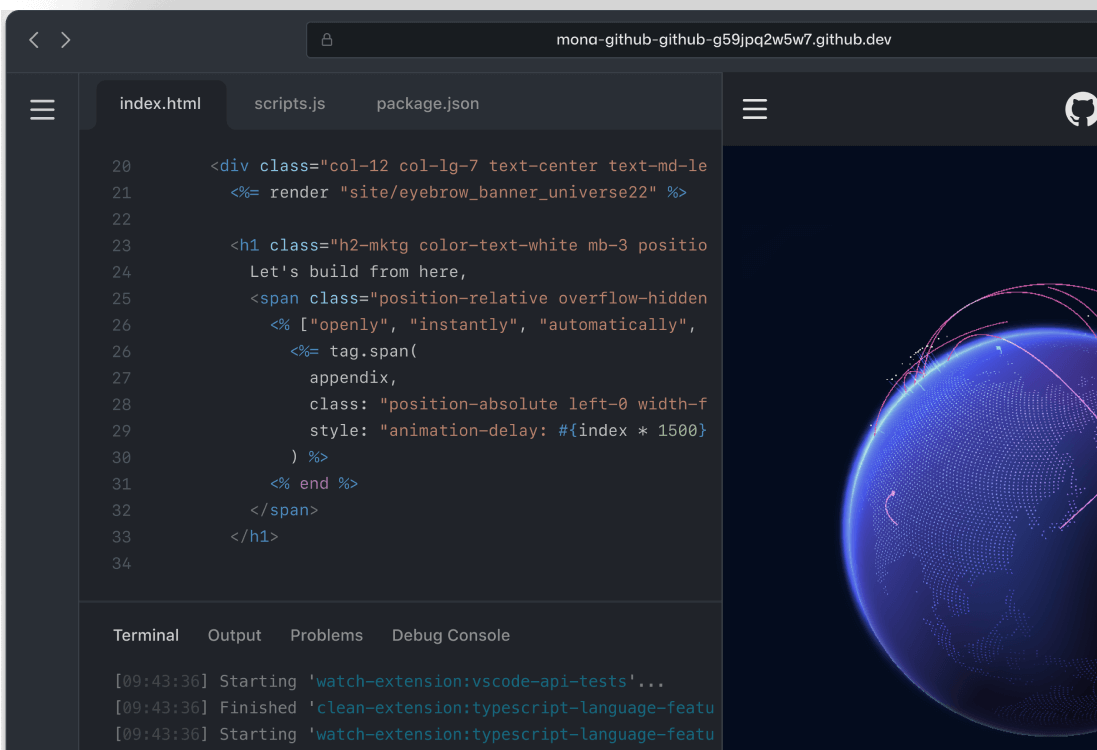 mona-github-github-g59jpq2w5w7.github.dev
index.html scripts.js package.json
20 <div class="col-12 col-lg-7 text-center text-md-le
21 <%= render "site/eyebrow_banner_universe22" %>
22
23 <h1 class="h2-mktg color-text-white mb-3 positio
24 Let's build from here,
25 <span class="position-relative overflow-hidden
26 <% ["openly", "instantly", "automatically",
26 <%= tag.span(
27 appendix,
28 class: "position-absolute left-0 width-f
29 style: "animation-delay: #{index * 1500}
30 ) %>
31 <% end %>
32 </span>
33 </h1>
34
Terminal Output Problems Debug Console
[09:43:36] Starting 'watch-extension:vscode-api-tests'...
[09:43:36] Finished 'clean-extension:typescript-language-featu
[09:43:36] Starting 'watch-extension:typescript-language-featu